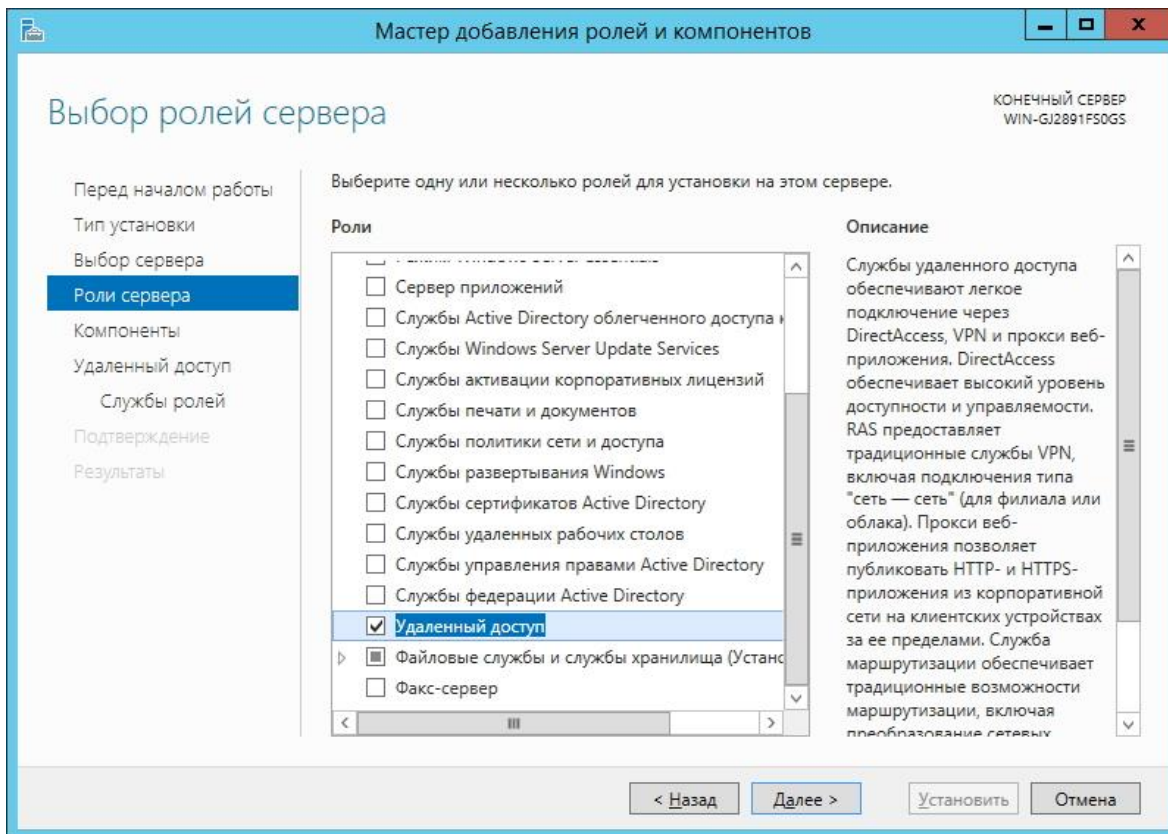 Мастер добавления ролей и компонентов
Выбор ролей сервера
КОНЕЧНЫЙ СЕРВЕР
WIN-GJ2891FS0GS
Перед началом работы
Тип установки
Выбор сервера
Роли сервера
Компоненты
Удаленный доступ
Службы ролей
Подтверждение
Результаты
Выберите одну или несколько ролей для установки на этом сервере.
Роли
Сервер приложений
Службы Active Directory облегченного доступа к
Службы Windows Server Update Services
Службы активации корпоративных лицензий
Службы печати и документов
Службы политики сети и доступа
Службы развертывания Windows
Службы сертификатов Active Directory
Службы удаленных рабочих столов
Службы управления правами Active Directory
Службы федерации Active Directory
Удаленный доступ
Файловые службы и службы хранилища (Устано
Факс-сервер
Описание
Службы удаленного доступа
обеспечивают легкое
подключение через
DirectAccess, VPN и прокси веб-
приложения. DirectAccess
обеспечивает высокий уровень
доступности и управляемости.
RAS предоставляет
традиционные службы VPN,
включая подключения типа
"сеть — сеть" (для филиала или
облака). Прокси веб-
приложения позволяет
публиковать HTTP- и HTTPS-
приложения из корпоративной
сети на клиентских устройствах
за ее пределами. Служба
маршрутизации обеспечивает
традиционные возможности
маршрутизации, включая
преобразование сетевых
< Назад
Далее >
Установить
Отмена